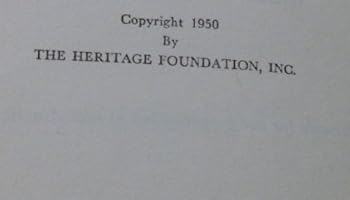 Copyright 1950
By
THE HERITAGE FOUNDATION, INC.